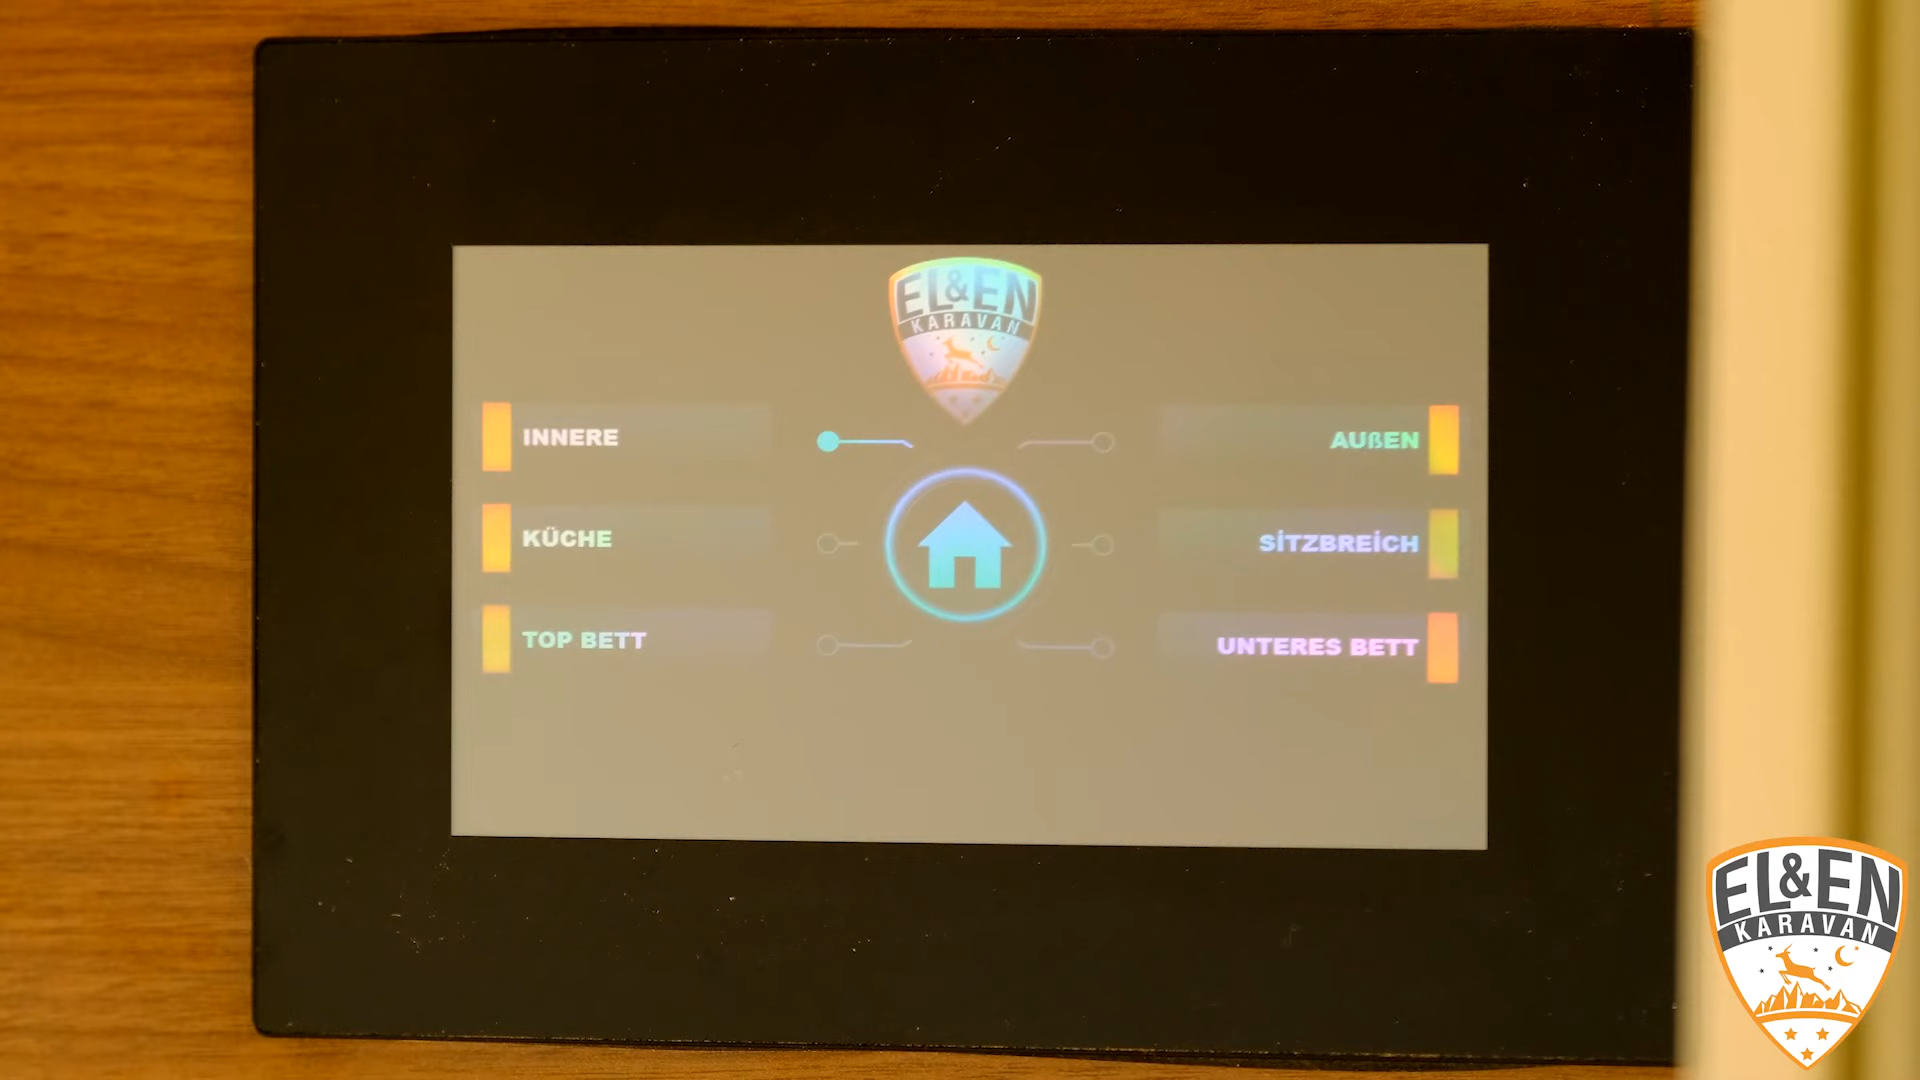 EL&EN
KARAVAN
INNERE
KÜCHE
TOP BETT
AUßEN
SİTZBREİCH
UNTERES BETT
EL&EN
KARAVAN